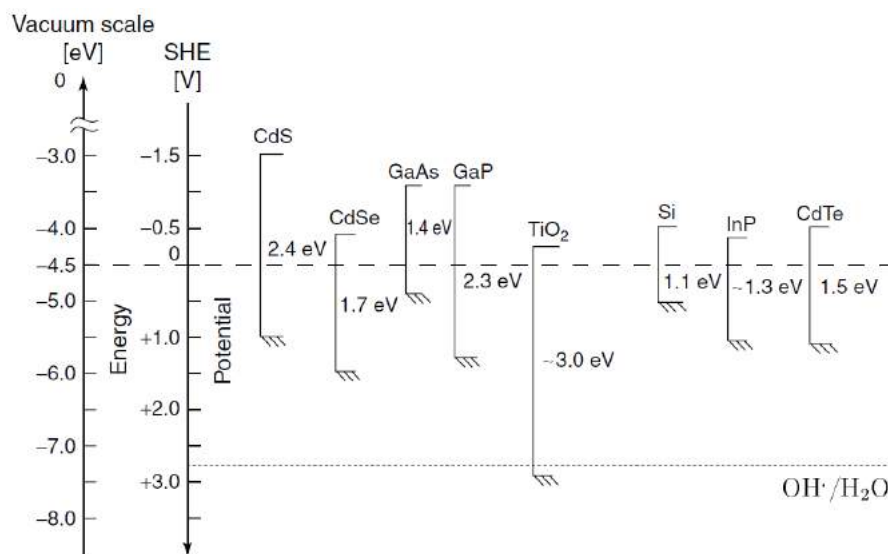 Vacuum scale
[eV]
SHE
[V]
0
CdS
−3.0
−1.5
GaAs
GaP
CdSe
Si
CdTe
InP
TiO2
−4.0
−0.5
0
2.4 eV
1.4 eV
−4.5
2.3 eV
1.1 eV
~1.3 eV
1.5 eV
−5.0
1.7 eV
+1.0
Energy
Potential
~3.0 eV
−6.0
+2.0
−7.0
+3.0
OH·/H2O
−8.0